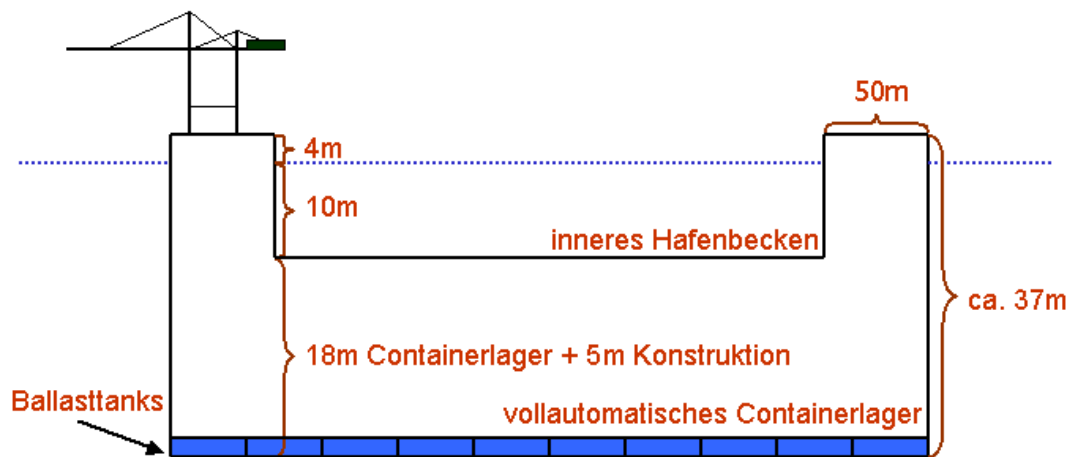 50m
4m
10m
inneres Hafenbecken
ca. 37m
18m Containerlager + 5m Konstruktion
Ballasttanks
vollautomatisches Containerlager